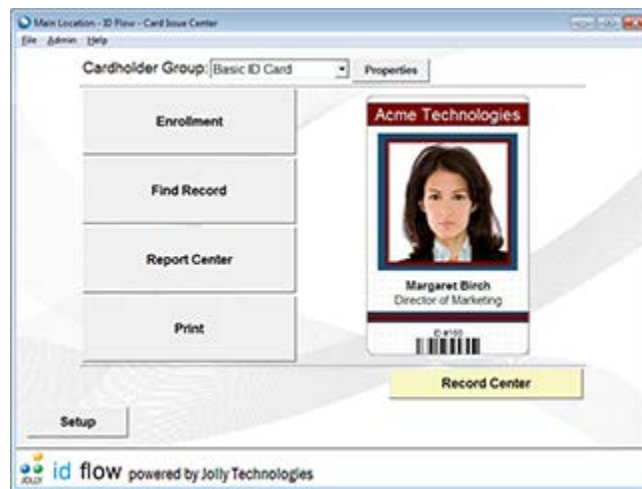 Main Location - ID Flow - Card Issue Center
File Admin Help
Cardholder Group: Basic ID Card Properties
Enrollment
Find Record
Report Center
Print
Acme Technologies
Margaret Birch
Director of Marketing
Record Center
Setup
JOLLY id flow powered by Jolly Technologies